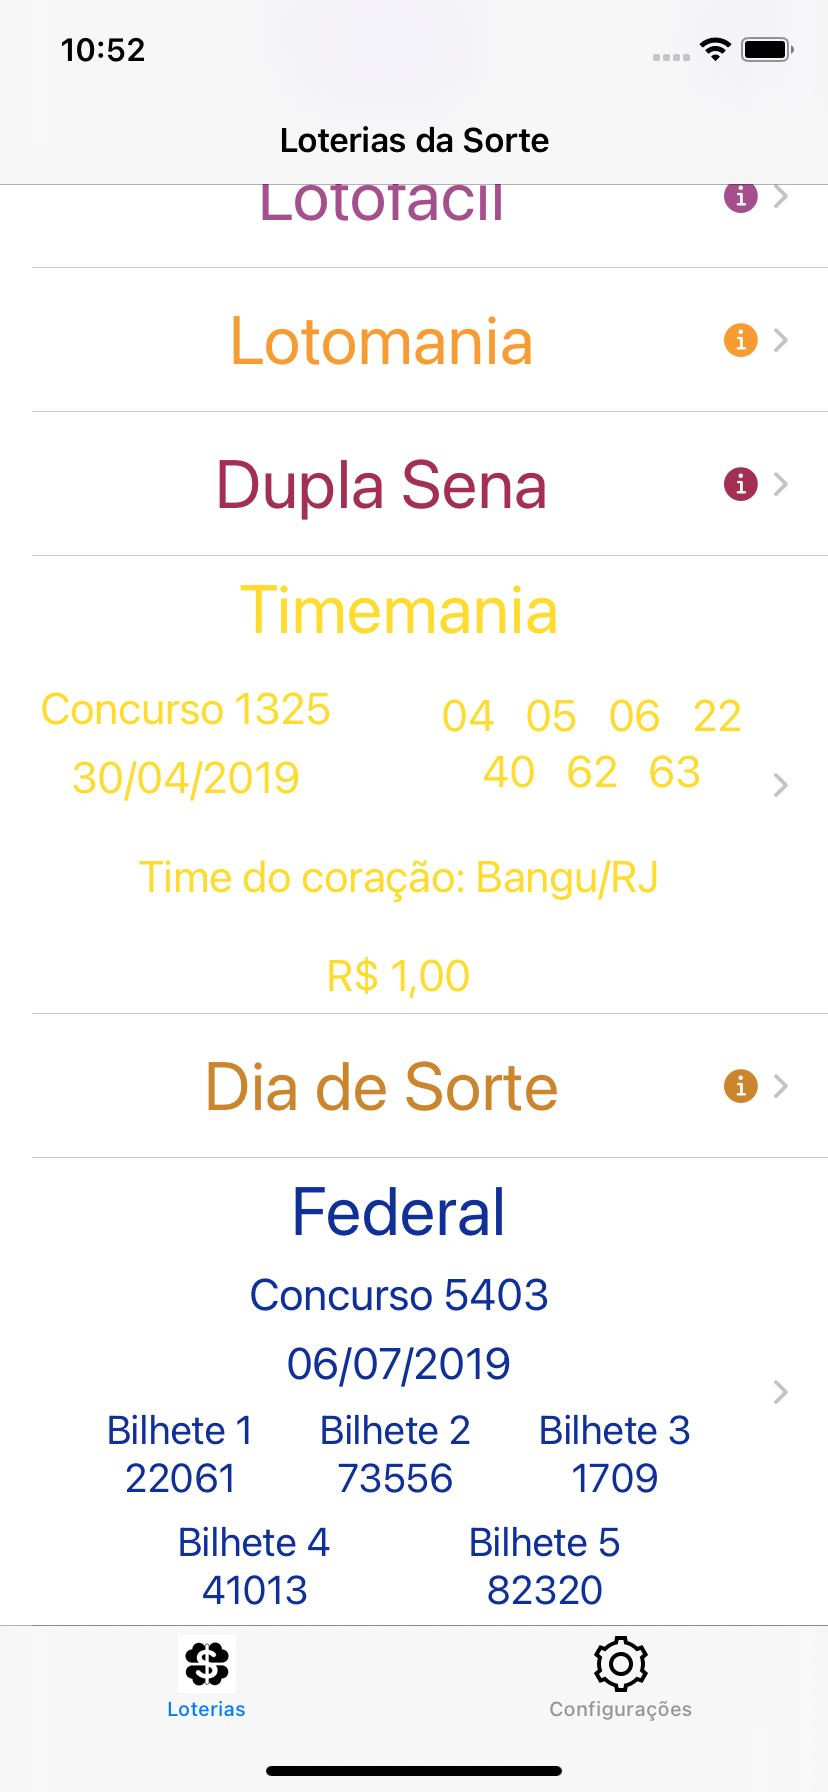 10:52
Loterias da Sorte
Lotofácil
Lotomania
Dupla Sena
Timemania
Concurso 1325
30/04/2019
04 05 06 22
40 62 63
Time do coração: Bangu/RJ
R$ 1,00
Dia de Sorte
Federal
Concurso 5403
06/07/2019
Bilhete 1 Bilhete 2 Bilhete 3
22061 73556 1709
Bilhete 4 Bilhete 5
41013 82320
Loterias Configurações